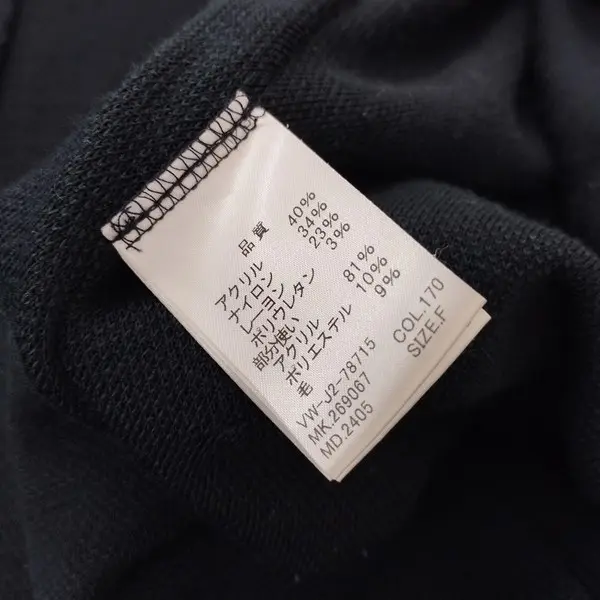 品質
アクリル 40%
ナイロン 34%
レーヨン 23%
ポリウレタン 3%
部分使い
アクリル 81%
ポリエステル 10%
毛 9%
VW-J2-78715 COL.170
MK.269067 SIZE.F
MD.2405